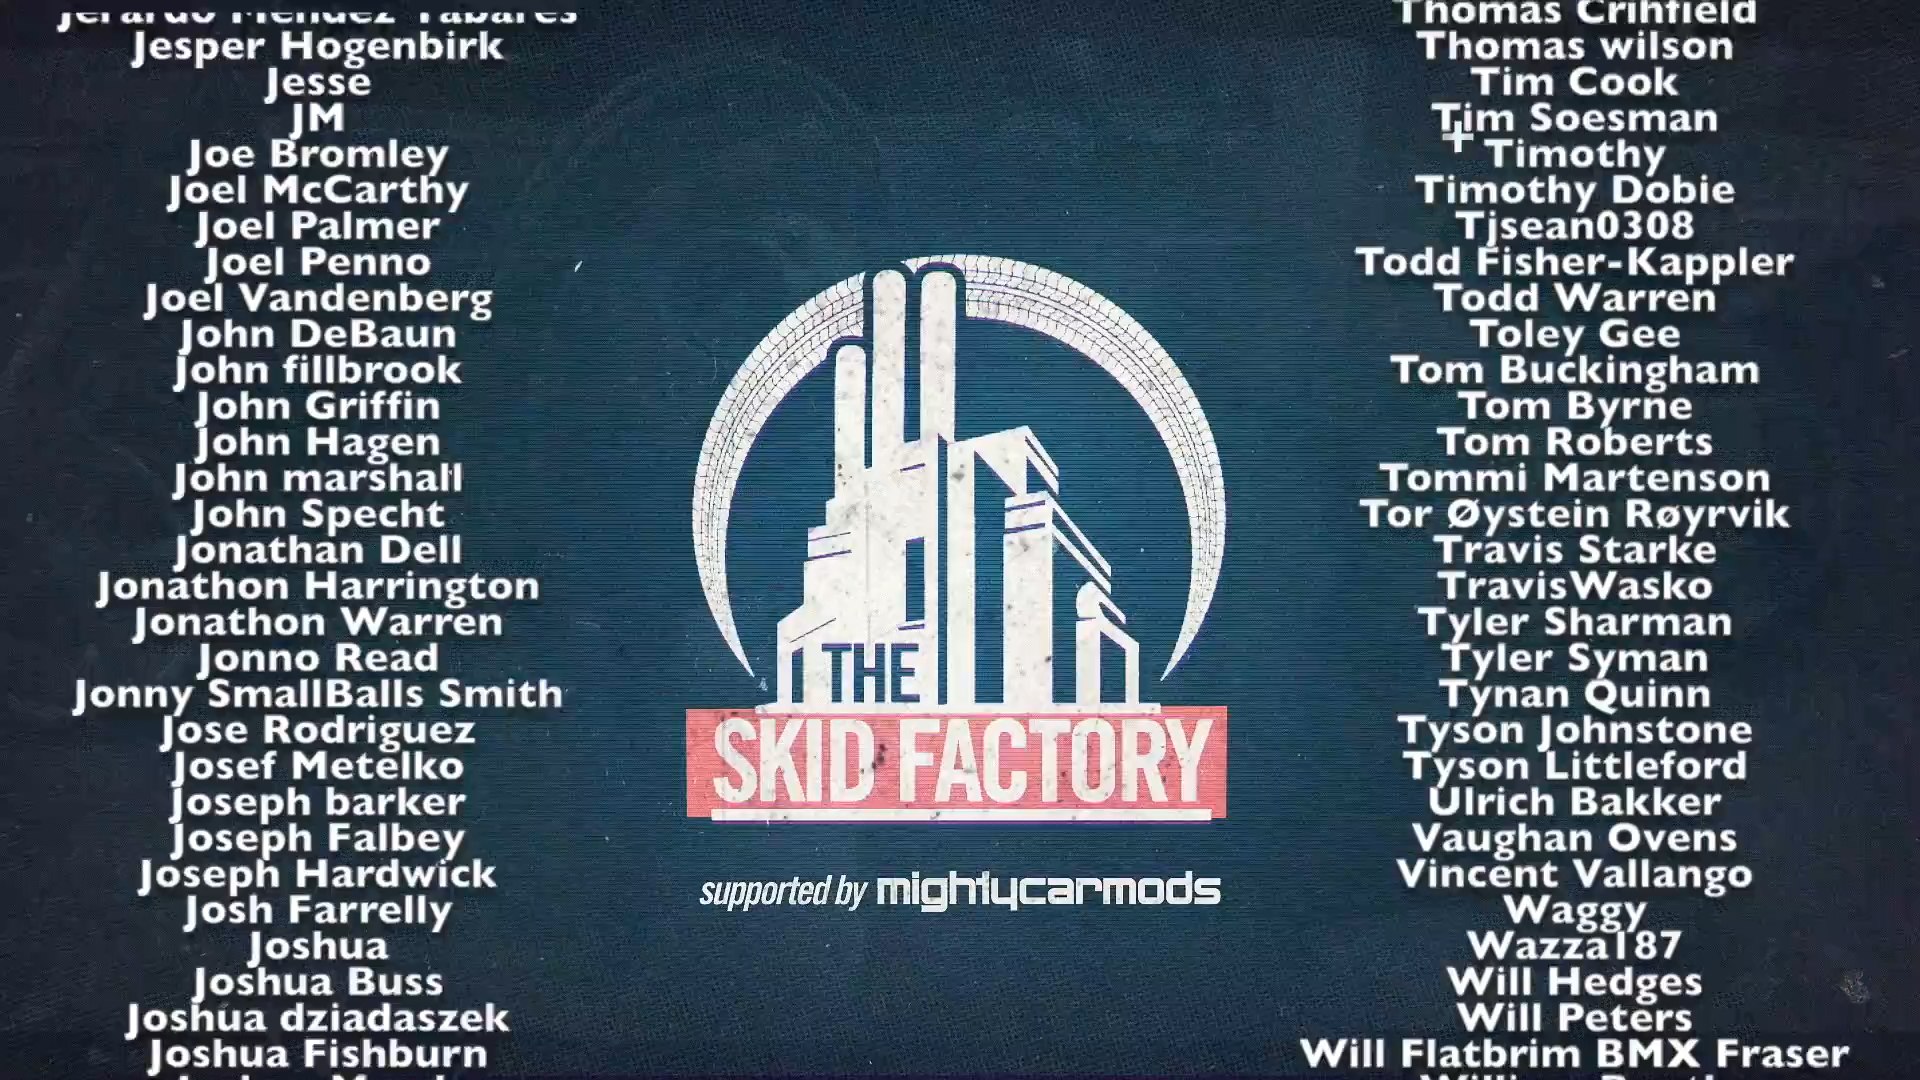 Jerardo Mendez Tabares
Jesper Hogenbirk
Jesse
JM
Joe Bromley
Joel McCarthy
Joel Palmer
Joel Penno
Joel Vandenberg
John DeBaun
John fillbrook
John Griffin
John Hagen
John marshall
John Specht
Jonathan Dell
Jonathon Harrington
Jonathon Warren
Jonno Read
Jonny SmallBalls Smith
Jose Rodriguez
Josef Metelko
Joseph barker
Joseph Falbey
Joseph Hardwick
Josh Farrelly
Joshua
Joshua Buss
Joshua dziadaszek
Joshua Fishburn
THE
SKID FACTORY
supported by mightycarmods
Thomas Crihfield
Thomas wilson
Tim Cook
Tim Soesman
Timothy
Timothy Dobie
Tjsean0308
Todd Fisher-Kappler
Todd Warren
Toley Gee
Tom Buckingham
Tom Byrne
Tom Roberts
Tommi Martenson
Tor Øystein Røyrvik
Travis Starke
TravisWasko
Tyler Sharman
Tyler Syman
Tynan Quinn
Tyson Johnstone
Tyson Littleford
Ulrich Bakker
Vaughan Ovens
Vincent Vallango
Waggy
Wazza187
Will Hedges
Will Peters
Will Flatbrim BMX Fraser